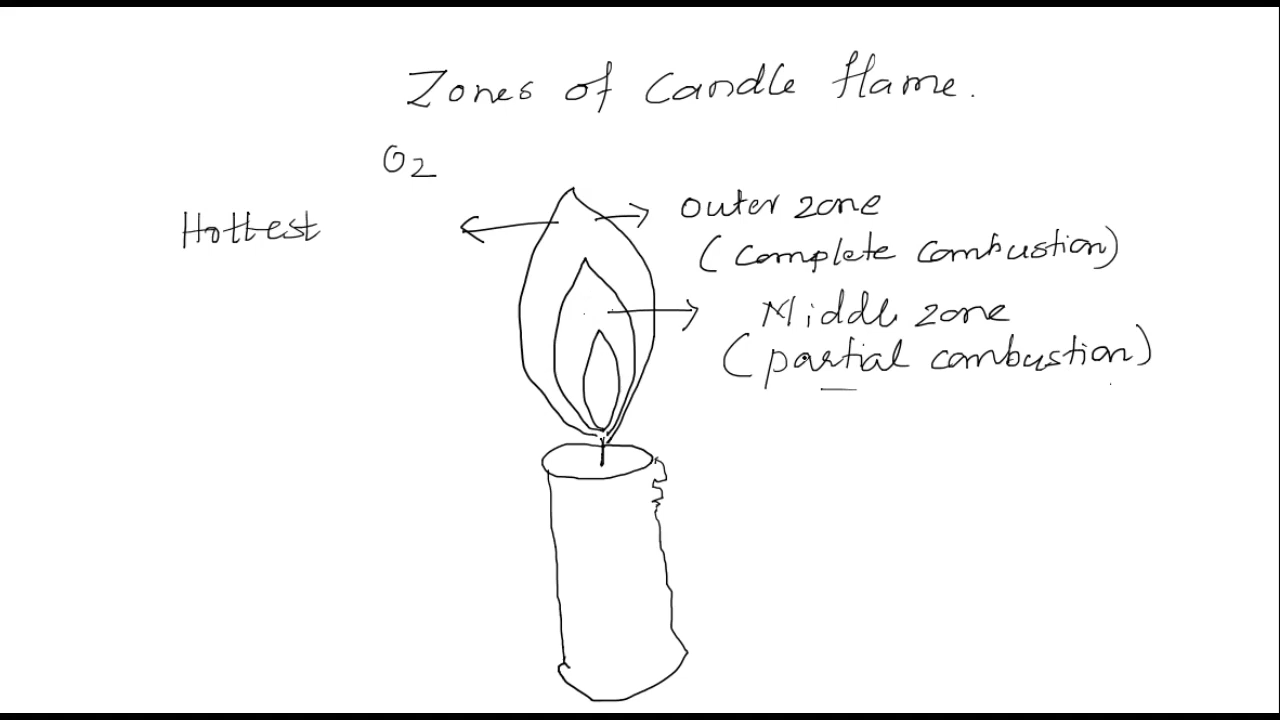 Zones of Candle flame.
O2
Hottest
Outer zone
(Complete combustion)
Middle zone
(partial combustion)